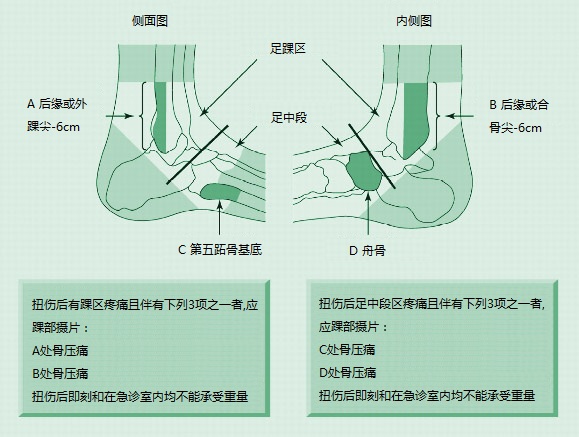 侧面图
内侧图
足踝区
A 后缘或外
踝尖-6cm
B 后缘或合
骨尖-6cm
足中段
C 第五跖骨基底
D 舟骨
扭伤后有踝区疼痛且伴有下列3项之一者,应
踝部摄片：
A处骨压痛
B处骨压痛
扭伤后即刻和在急诊室内均不能承受重量
扭伤后足中段区疼痛且伴有下列3项之一者,
应踝部摄片：
C处骨压痛
D处骨压痛
扭伤后即刻和在急诊室内均不能承受重量